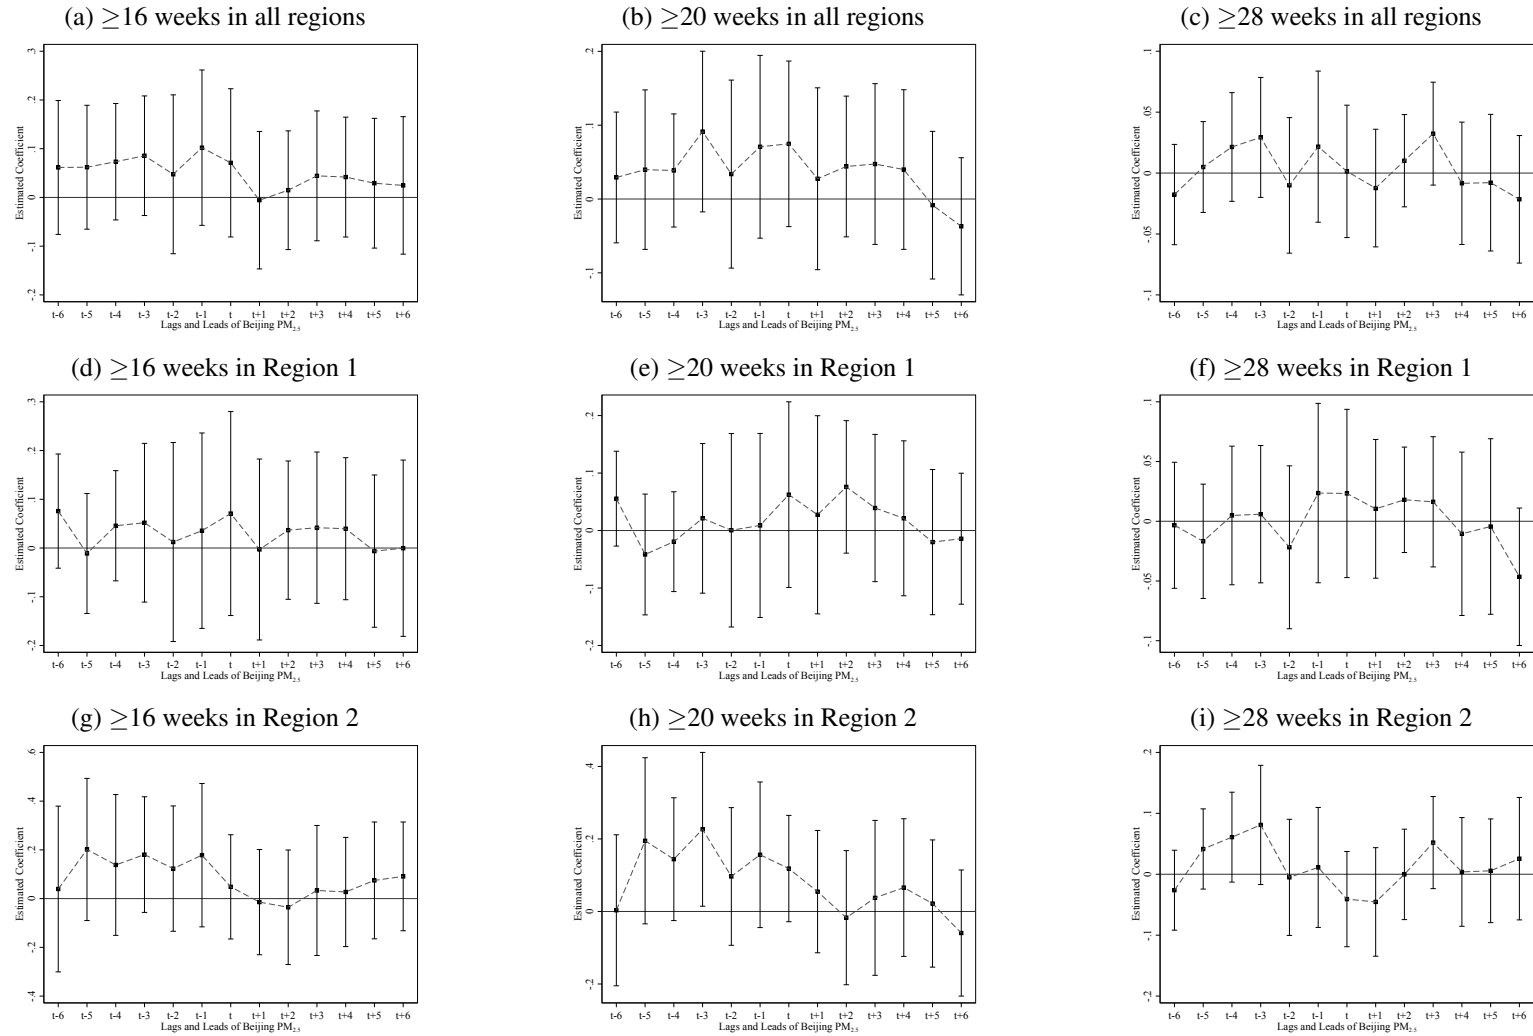 (a) ≥16 weeks in all regions
(b) ≥20 weeks in all regions
(c) ≥28 weeks in all regions
Estimated Coefficient
-.2 -.1 0 .1 .2 .3
t-6 t-5 t-4 t-3 t-2 t-1 t t+1 t+2 t+3 t+4 t+5 t+6
Lags and Leads of Beijing PM2.5
Estimated Coefficient
-.1 0 .1 .2
t-6 t-5 t-4 t-3 t-2 t-1 t t+1 t+2 t+3 t+4 t+5 t+6
Lags and Leads of Beijing PM2.5
Estimated Coefficient
-.1 -.05 0 .05 .1
t-6 t-5 t-4 t-3 t-2 t-1 t t+1 t+2 t+3 t+4 t+5 t+6
Lags and Leads of Beijing PM2.5
(d) ≥16 weeks in Region 1
(e) ≥20 weeks in Region 1
(f) ≥28 weeks in Region 1
Estimated Coefficient
-.2 -.1 0 .1 .2 .3
t-6 t-5 t-4 t-3 t-2 t-1 t t+1 t+2 t+3 t+4 t+5 t+6
Lags and Leads of Beijing PM2.5
Estimated Coefficient
-.2 -.1 0 .1 .2
t-6 t-5 t-4 t-3 t-2 t-1 t t+1 t+2 t+3 t+4 t+5 t+6
Lags and Leads of Beijing PM2.5
Estimated Coefficient
-.1 -.05 0 .05 .1
t-6 t-5 t-4 t-3 t-2 t-1 t t+1 t+2 t+3 t+4 t+5 t+6
Lags and Leads of Beijing PM2.5
(g) ≥16 weeks in Region 2
(h) ≥20 weeks in Region 2
(i) ≥28 weeks in Region 2
Estimated Coefficient
-.4 -.2 0 .2 .4 .6
t-6 t-5 t-4 t-3 t-2 t-1 t t+1 t+2 t+3 t+4 t+5 t+6
Lags and Leads of Beijing PM2.5
Estimated Coefficient
-.2 0 .2 .4
t-6 t-5 t-4 t-3 t-2 t-1 t t+1 t+2 t+3 t+4 t+5 t+6
Lags and Leads of Beijing PM2.5
Estimated Coefficient
-.2 -.1 0 .1 .2
t-6 t-5 t-4 t-3 t-2 t-1 t t+1 t+2 t+3 t+4 t+5 t+6
Lags and Leads of Beijing PM2.5